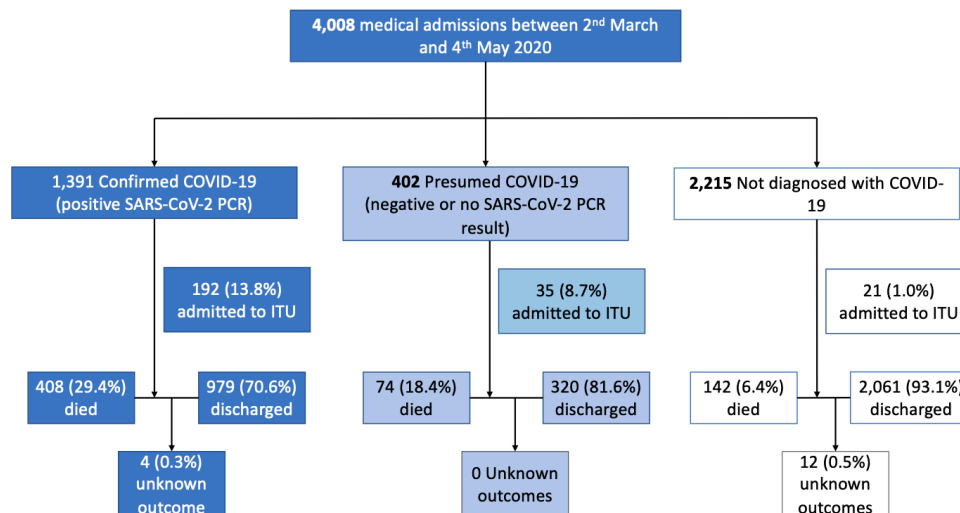 4,008 medical admissions between 2nd March
and 4th May 2020
1,391 Confirmed COVID-19
(positive SARS-CoV-2 PCR)
402 Presumed COVID-19
(negative or no SARS-CoV-2 PCR
result)
2,215 Not diagnosed with COVID-
19
192 (13.8%)
admitted to ITU
35 (8.7%)
admitted to ITU
21 (1.0%)
admitted to ITU
408 (29.4%)
died
979 (70.6%)
discharged
74 (18.4%)
died
320 (81.6%)
discharged
142 (6.4%)
died
2,061 (93.1%)
discharged
4 (0.3%)
unknown
outcome
0 Unknown
outcomes
12 (0.5%)
unknown
outcomes